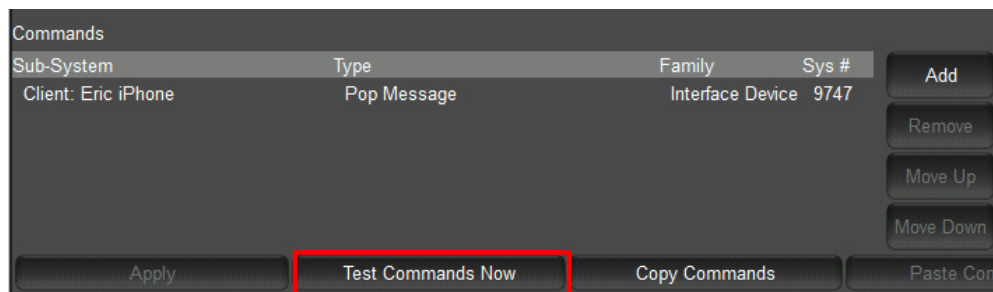 Commands
Sub-System Type Family Sys #
Client: Eric iPhone Pop Message Interface Device 9747
Add
Remove
Move Up
Move Down
Apply Test Commands Now Copy Commands Paste Con